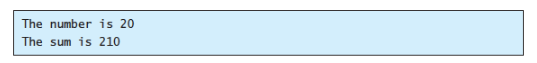 The number is 20
The sum is 210